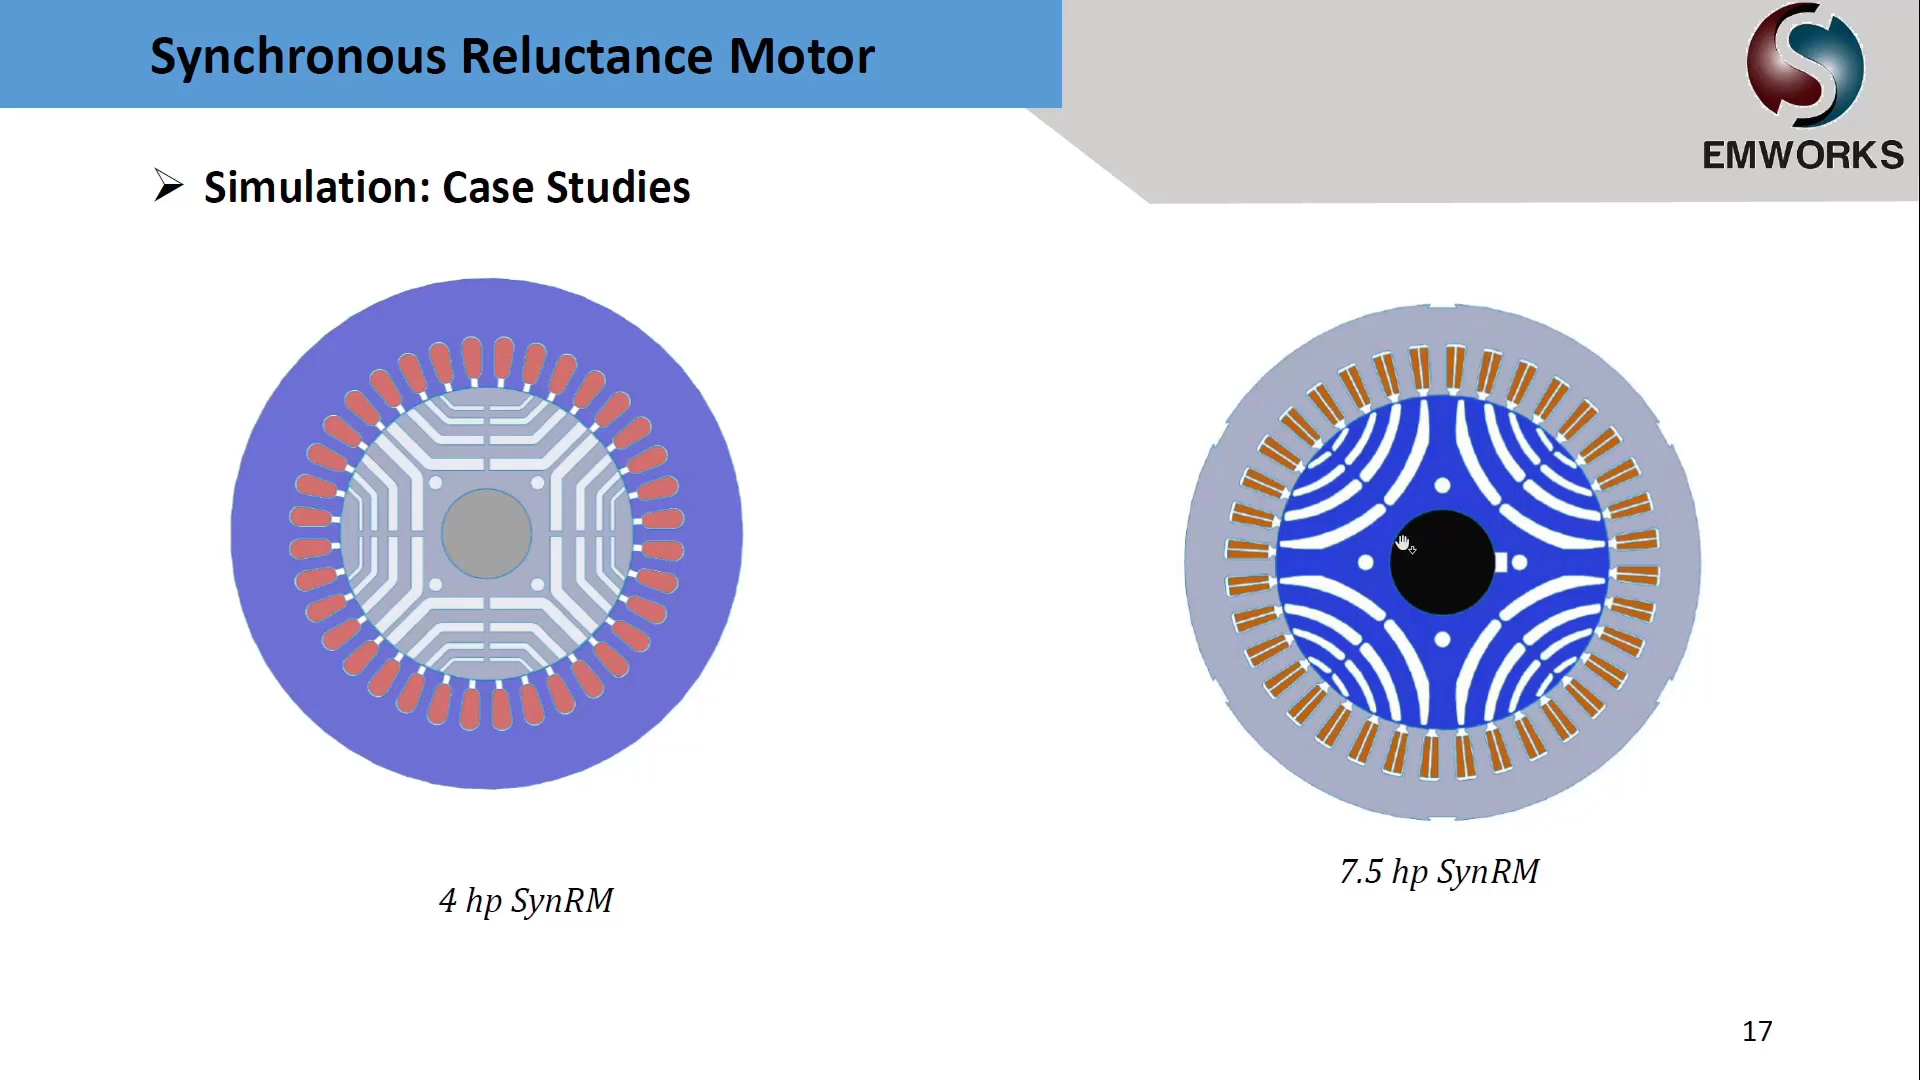 Synchronous Reluctance Motor
EMWORKS
Simulation: Case Studies
4 hp SynRM
7.5 hp SynRM
17